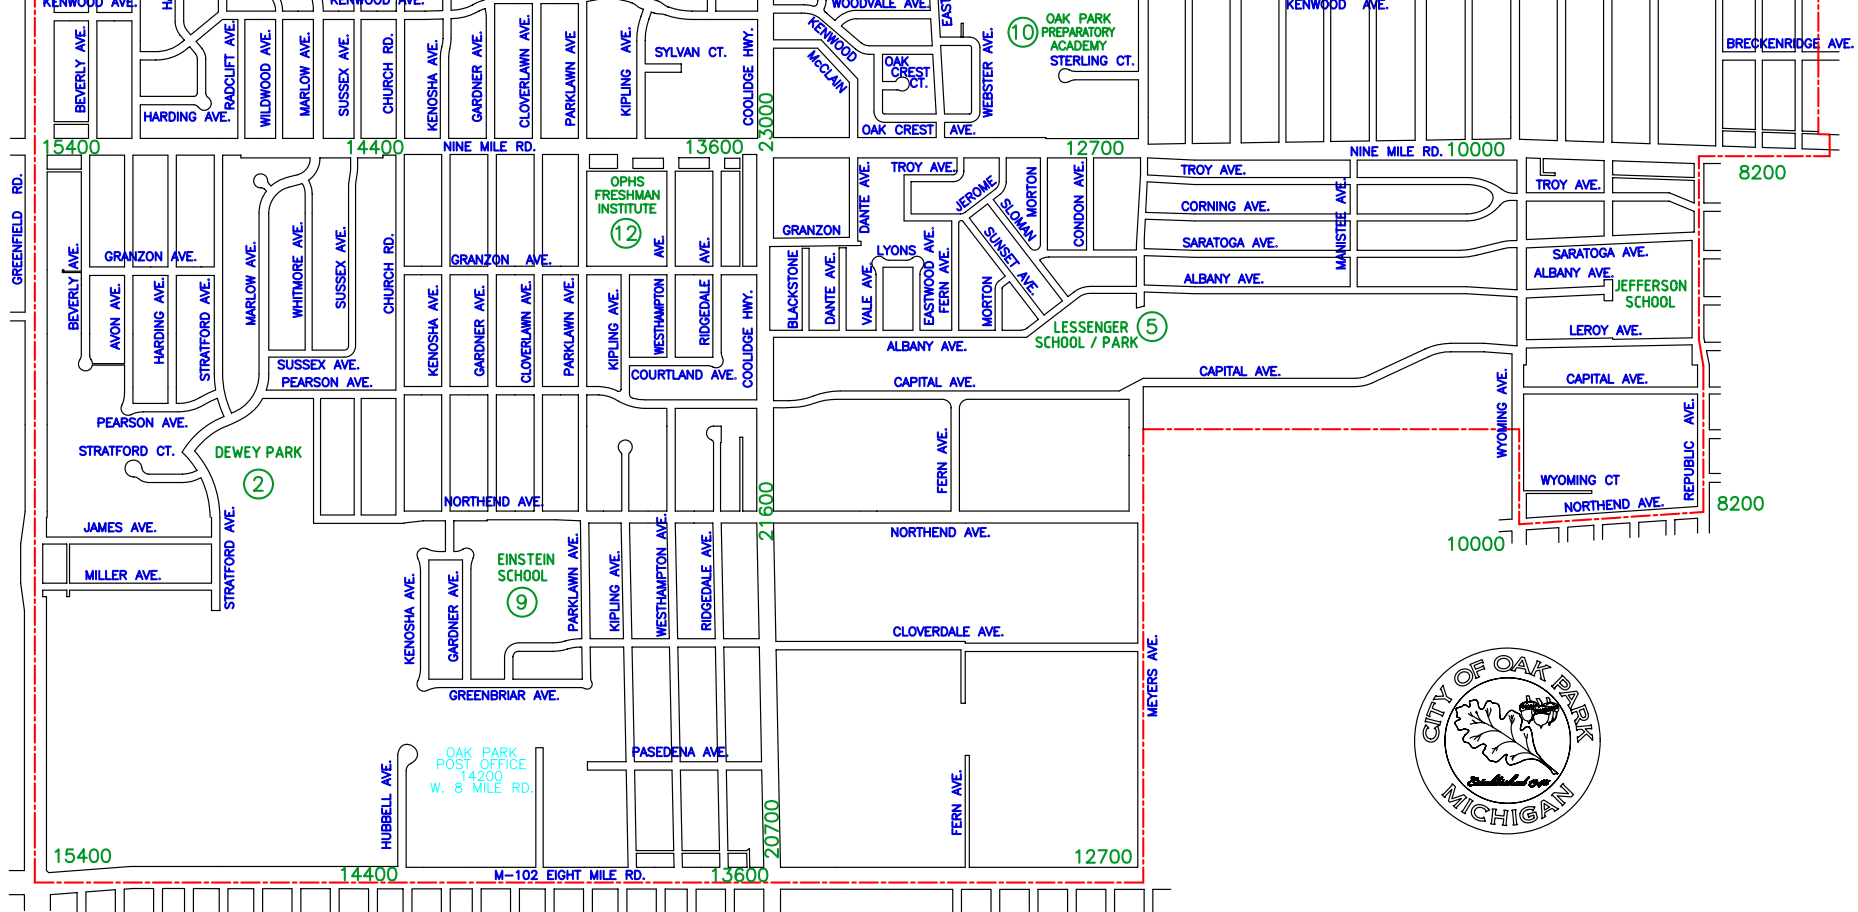 KENWOOD AVE.
KENWOOD AVE.
WOODVALE AVE.
KENWOOD AVE.
BEVERLY AVE.
RADCLIFT AVE.
WILDWOOD AVE.
MARLOW AVE.
SUSSEX AVE.
CHURCH RD.
KENOSHA AVE.
GARDNER AVE.
CLOVERLAWN AVE.
PARKLAWN AVE
KIPLING AVE.
SYLVAN CT.
COOLIDGE HWY.
23000
KENWOOD
McCLAIN
OAK
CREST
CT.
EAST
WEBSTER AVE.
10
OAK PARK
PREPARATORY
ACADEMY
STERLING CT.
BRECKENRIDGE AVE.
HARDING AVE.
OAK CREST AVE.
15400
14400
NINE MILE RD.
13600
12700
NINE MILE RD.
10000
8200
GREENFIELD RD.
OPHS
FRESHMAN
INSTITUTE
12
DANTE AVE.
TROY AVE.
JEROME
SLOMAN
MORTON
CONDON AVE.
TROY AVE.
TROY AVE.
CORNING AVE.
MANISTEE AVE.
SARATOGA AVE.
SARATOGA AVE.
ALBANY AVE.
ALBANY AVE.
JEFFERSON
SCHOOL
BEVERLY AVE.
GRANZON AVE.
MARLOW AVE.
WHITMORE AVE.
SUSSEX AVE.
CHURCH RD.
GRANZON AVE.
AVE.
AVE.
GRANZON
LYONS
SUNSET AVE.
AVON AVE.
HARDING AVE.
STRATFORD AVE.
KENOSHA AVE.
GARDNER AVE.
CLOVERLAWN AVE.
PARKLAWN AVE.
KIPLING AVE.
WESTHAMPTON
RIDGEDALE
COOLIDGE HWY.
BLACKSTONE
DANTE AVE.
VALE AVE.
EASTWOOD AVE.
FERN AVE.
MORTON
LESSENGER
SCHOOL / PARK
5
LEROY AVE.
ALBANY AVE.
SUSSEX AVE.
PEARSON AVE.
COURTLAND AVE.
CAPITAL AVE.
CAPITAL AVE.
CAPITAL AVE.
PEARSON AVE.
STRATFORD CT.
DEWEY PARK
2
FERN AVE.
WYOMING AVE.
REPUBLIC AVE.
WYOMING CT
NORTHEND AVE.
8200
10000
NORTHEND AVE.
21600
NORTHEND AVE.
JAMES AVE.
STRATFORD AVE.
MILLER AVE.
EINSTEIN
SCHOOL
9
KENOSHA AVE.
GARDNER AVE.
PARKLAWN AVE.
KIPLING AVE.
WESTHAMPTON AVE.
RIDGEDALE AVE.
CLOVERDALE AVE.
MEYERS AVE.
GREENBRIAR AVE.
CITY OF OAK PARK
Established 1945
MICHIGAN
OAK PARK
POST OFFICE
14200
W. 8 MILE RD.
PASEDENA AVE.
HUBBELL AVE.
FERN AVE.
20700
15400
14400
M-102 EIGHT MILE RD.
13600
12700